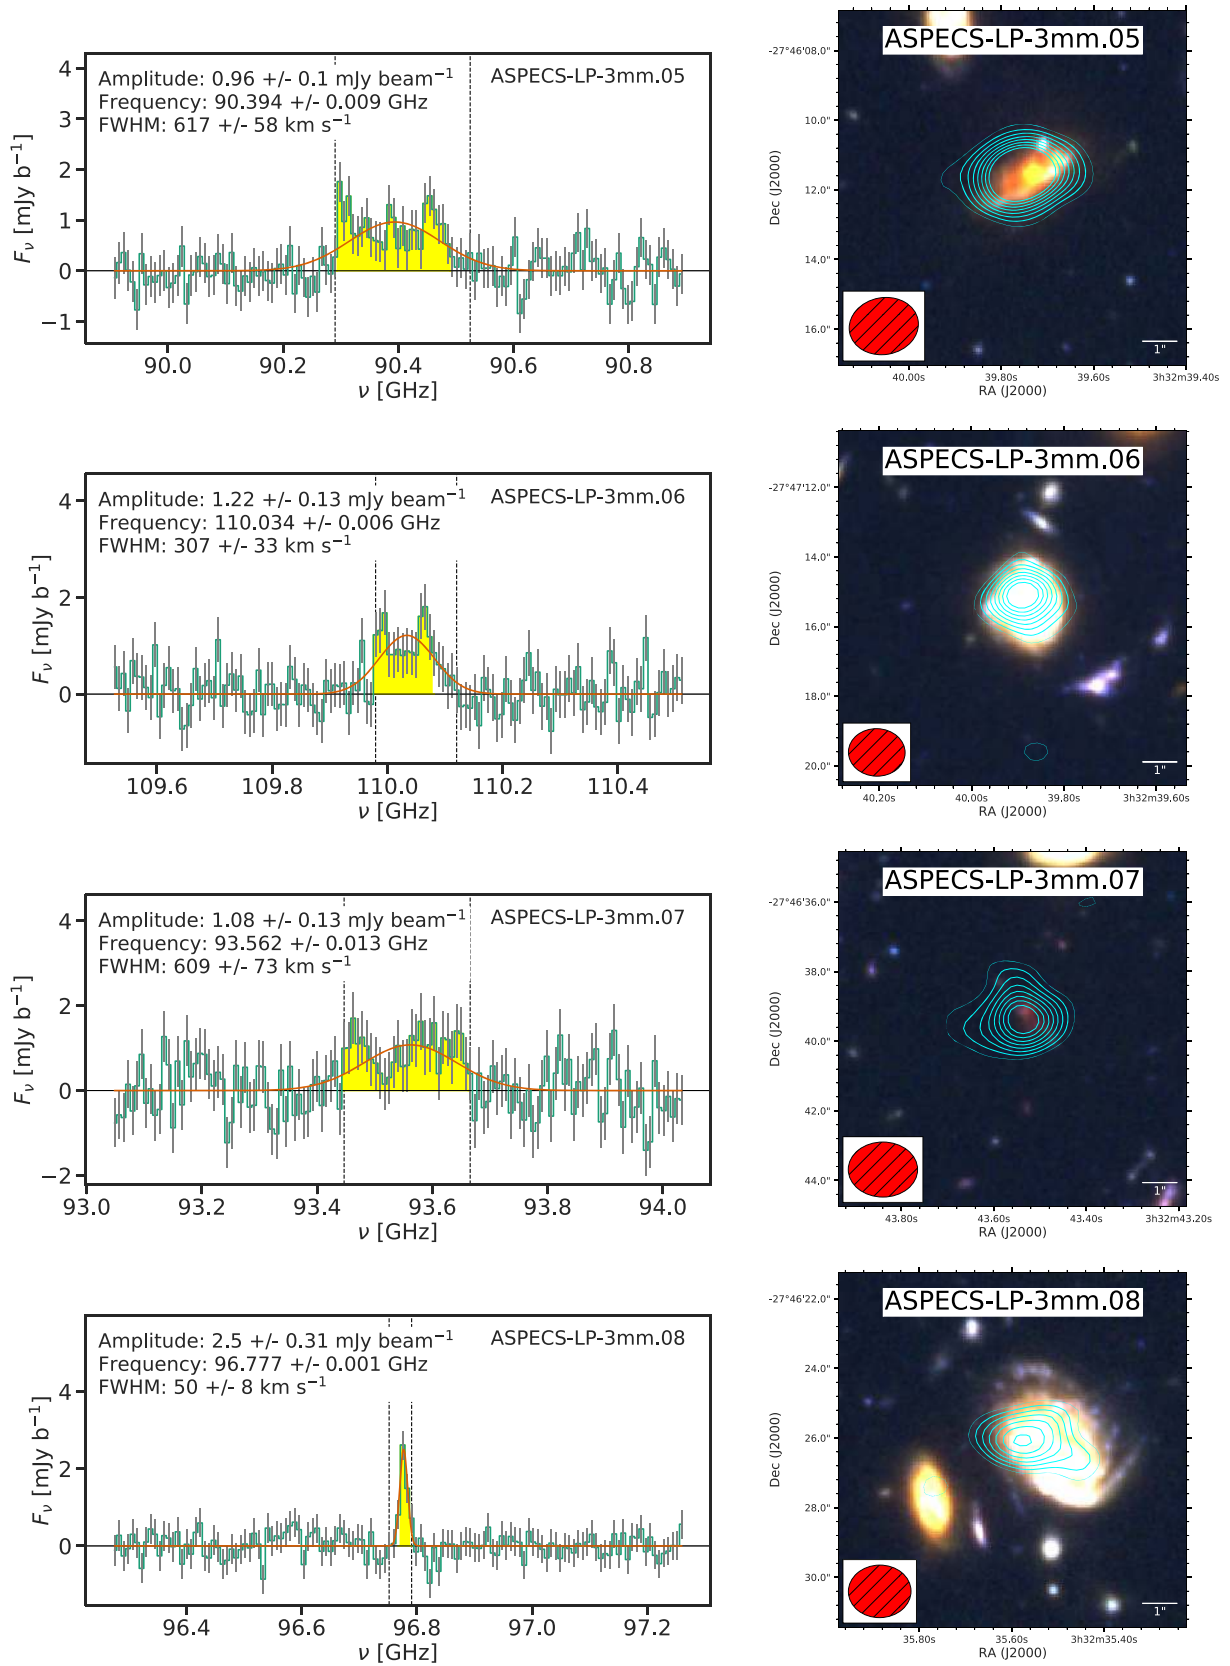 Amplitude: 0.96 +/- 0.1 mJy beam⁻¹
Frequency: 90.394 +/- 0.009 GHz
FWHM: 617 +/- 58 km s⁻¹
ASPECS-LP-3mm.05
4
3
2
1
0
−1
Fν [mJy b⁻¹]
90.0 90.2 90.4 90.6 90.8
ν [GHz]
ASPECS-LP-3mm.05
-27°46'08.0"
10.0"
12.0"
14.0"
16.0"
Dec (J2000)
1"
40.00s 39.80s 39.60s 3h32m39.40s
RA (J2000)
Amplitude: 1.22 +/- 0.13 mJy beam⁻¹
Frequency: 110.034 +/- 0.006 GHz
FWHM: 307 +/- 33 km s⁻¹
ASPECS-LP-3mm.06
4
2
0
Fν [mJy b⁻¹]
109.6 109.8 110.0 110.2 110.4
ν [GHz]
ASPECS-LP-3mm.06
-27°47'12.0"
14.0"
16.0"
18.0"
20.0"
Dec (J2000)
1"
40.20s 40.00s 39.80s 3h32m39.60s
RA (J2000)
Amplitude: 1.08 +/- 0.13 mJy beam⁻¹
Frequency: 93.562 +/- 0.013 GHz
FWHM: 609 +/- 73 km s⁻¹
ASPECS-LP-3mm.07
4
2
0
−2
Fν [mJy b⁻¹]
93.0 93.2 93.4 93.6 93.8 94.0
ν [GHz]
ASPECS-LP-3mm.07
-27°46'36.0"
38.0"
40.0"
42.0"
44.0"
Dec (J2000)
1"
43.80s 43.60s 43.40s 3h32m43.20s
RA (J2000)
Amplitude: 2.5 +/- 0.31 mJy beam⁻¹
Frequency: 96.777 +/- 0.001 GHz
FWHM: 50 +/- 8 km s⁻¹
ASPECS-LP-3mm.08
4
2
0
Fν [mJy b⁻¹]
96.4 96.6 96.8 97.0 97.2
ν [GHz]
ASPECS-LP-3mm.08
-27°46'22.0"
24.0"
26.0"
28.0"
30.0"
Dec (J2000)
1"
35.80s 35.60s 3h32m35.40s
RA (J2000)